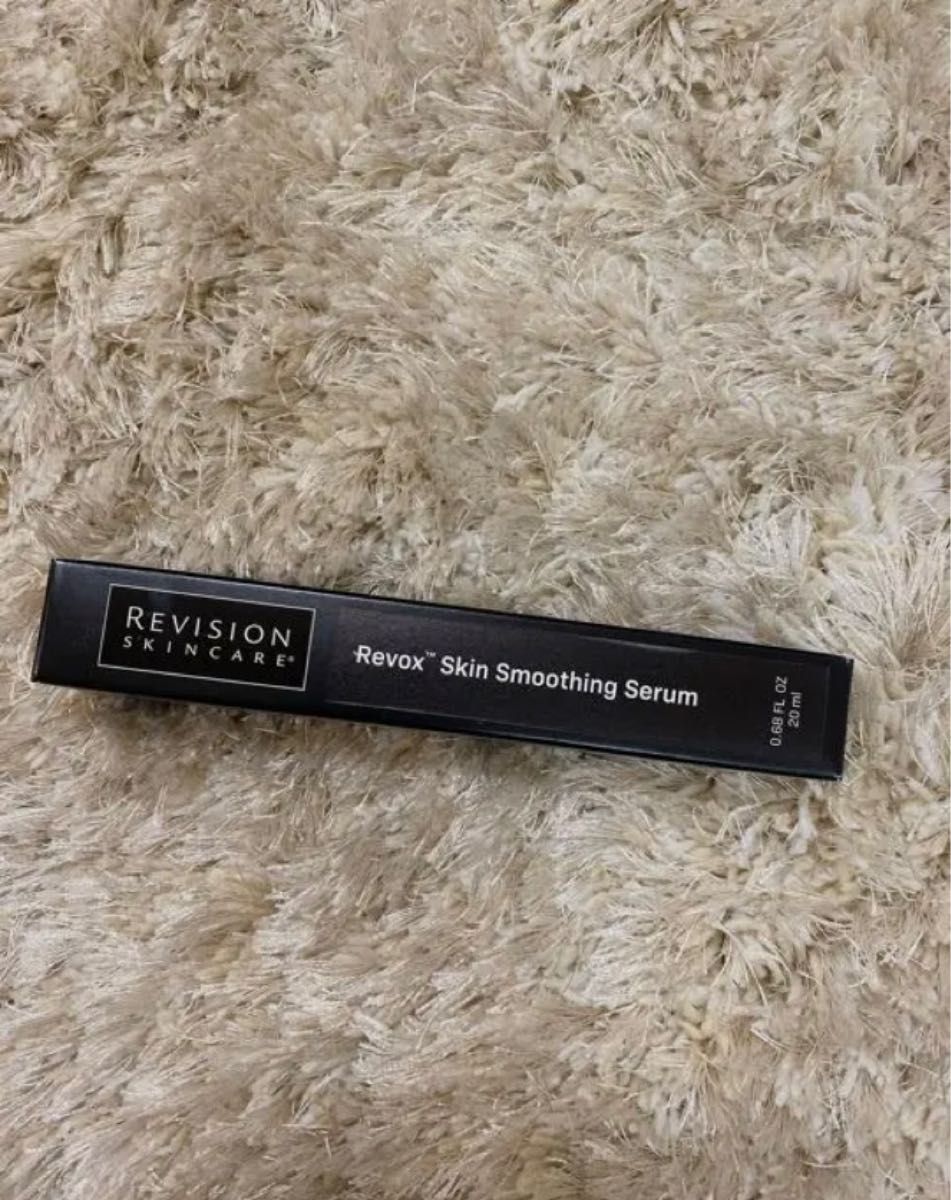 REVISION
SKINCARE®
Revox™ Skin Smoothing Serum
0.68 FL OZ
20 ml